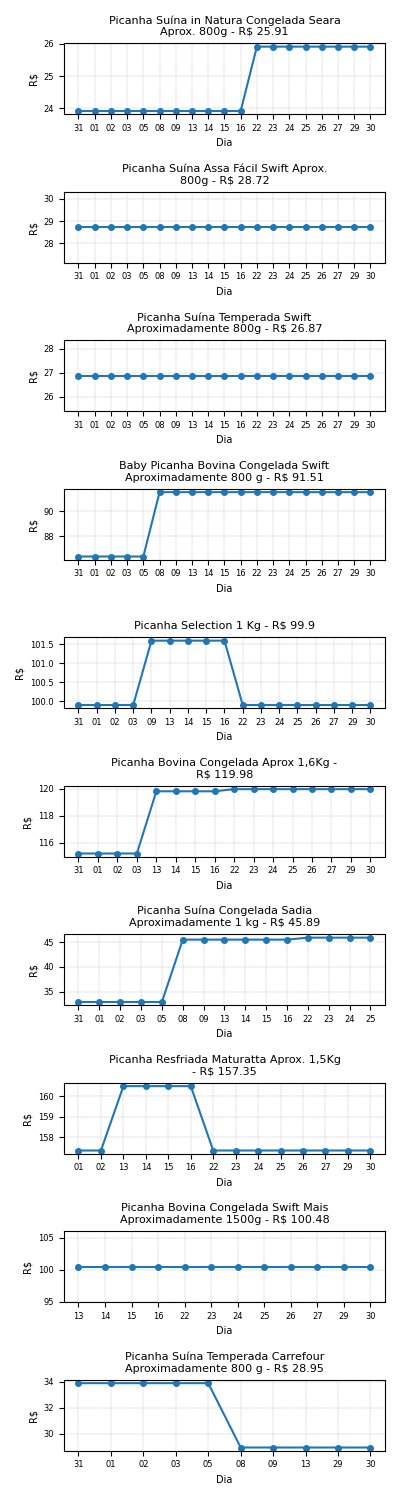 Picanha Suína in Natura Congelada Seara
Aprox. 800g - R$ 25.91
26
25
24
R$
31 01 02 03 05 08 09 13 14 15 16 22 23 24 25 26 27 29 30
Dia
Picanha Suína Assa Fácil Swift Aprox.
800g - R$ 28.72
30
29
28
R$
31 01 02 03 05 08 09 13 14 15 16 22 23 24 25 26 27 29 30
Dia
Picanha Suína Temperada Swift
Aproximadamente 800g - R$ 26.87
28
27
26
R$
31 01 02 03 05 08 09 13 14 15 16 22 23 24 25 26 27 29 30
Dia
Baby Picanha Bovina Congelada Swift
Aproximadamente 800 g - R$ 91.51
90
88
R$
31 01 02 03 05 08 09 13 14 15 16 22 23 24 25 26 27 29 30
Dia
Picanha Selection 1 Kg - R$ 99.9
101.5
101.0
100.5
100.0
R$
31 01 02 03 09 13 14 15 16 22 23 24 25 26 27 29 30
Dia
Picanha Bovina Congelada Aprox 1,6Kg -
R$ 119.98
120
118
116
R$
31 01 02 03 13 14 15 16 22 23 24 25 26 27 29 30
Dia
Picanha Suína Congelada Sadia
Aproximadamente 1 kg - R$ 45.89
45
40
35
R$
31 01 02 03 05 08 09 13 14 15 16 22 23 24 25
Dia
Picanha Resfriada Maturatta Aprox. 1,5Kg
- R$ 157.35
160
159
158
R$
01 02 13 14 15 16 22 23 24 25 26 27 29 30
Dia
Picanha Bovina Congelada Swift Mais
Aproximadamente 1500g - R$ 100.48
105
100
95
R$
13 14 15 16 22 23 24 25 26 27 29 30
Dia
Picanha Suína Temperada Carrefour
Aproximadamente 800 g - R$ 28.95
34
32
30
R$
31 01 02 03 05 08 09 13 29 30
Dia